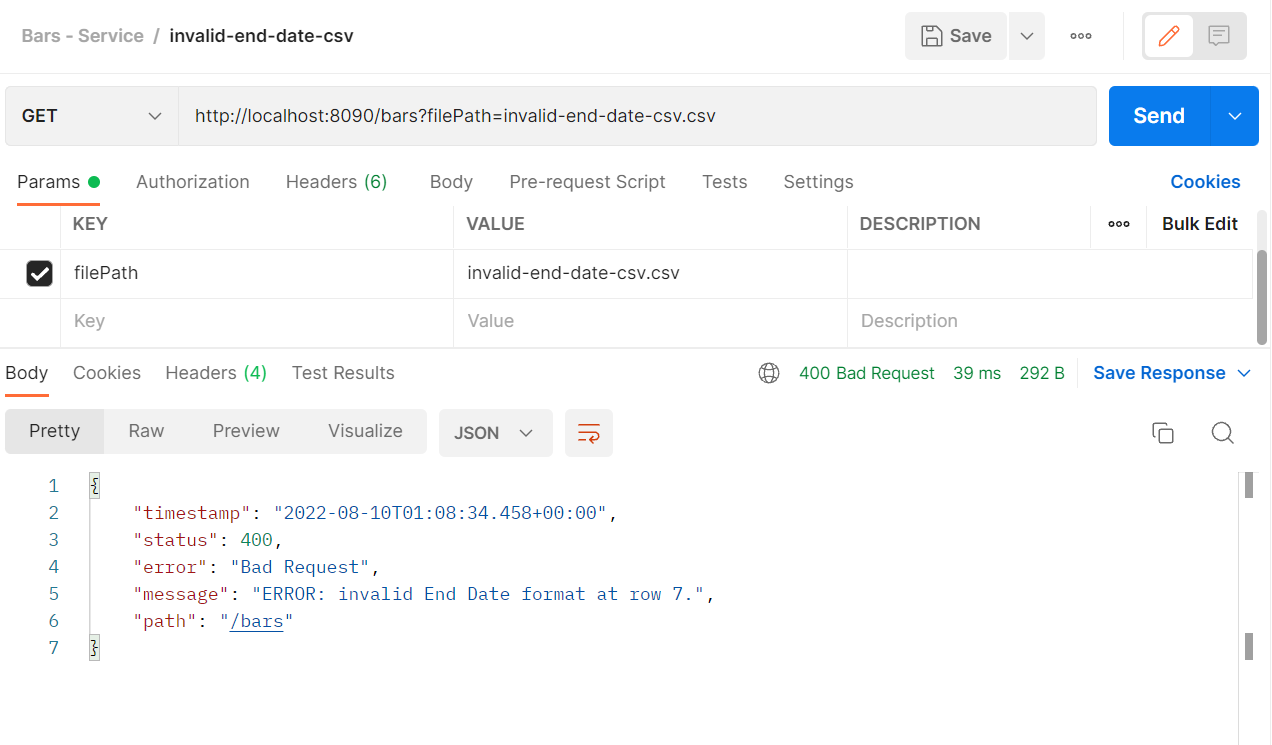 Bars - Service / invalid-end-date-csv Save
GET http://localhost:8090/bars?filePath=invalid-end-date-csv.csv Send
Params Authorization Headers (6) Body Pre-request Script Tests Settings Cookies
KEY VALUE DESCRIPTION Bulk Edit
filePath invalid-end-date-csv.csv
Key Value Description
Body Cookies Headers (4) Test Results 400 Bad Request 39 ms 292 B Save Response
Pretty Raw Preview Visualize JSON
1 {
2 "timestamp": "2022-08-10T01:08:34.458+00:00",
3 "status": 400,
4 "error": "Bad Request",
5 "message": "ERROR: invalid End Date format at row 7.",
6 "path": "/bars"
7 }